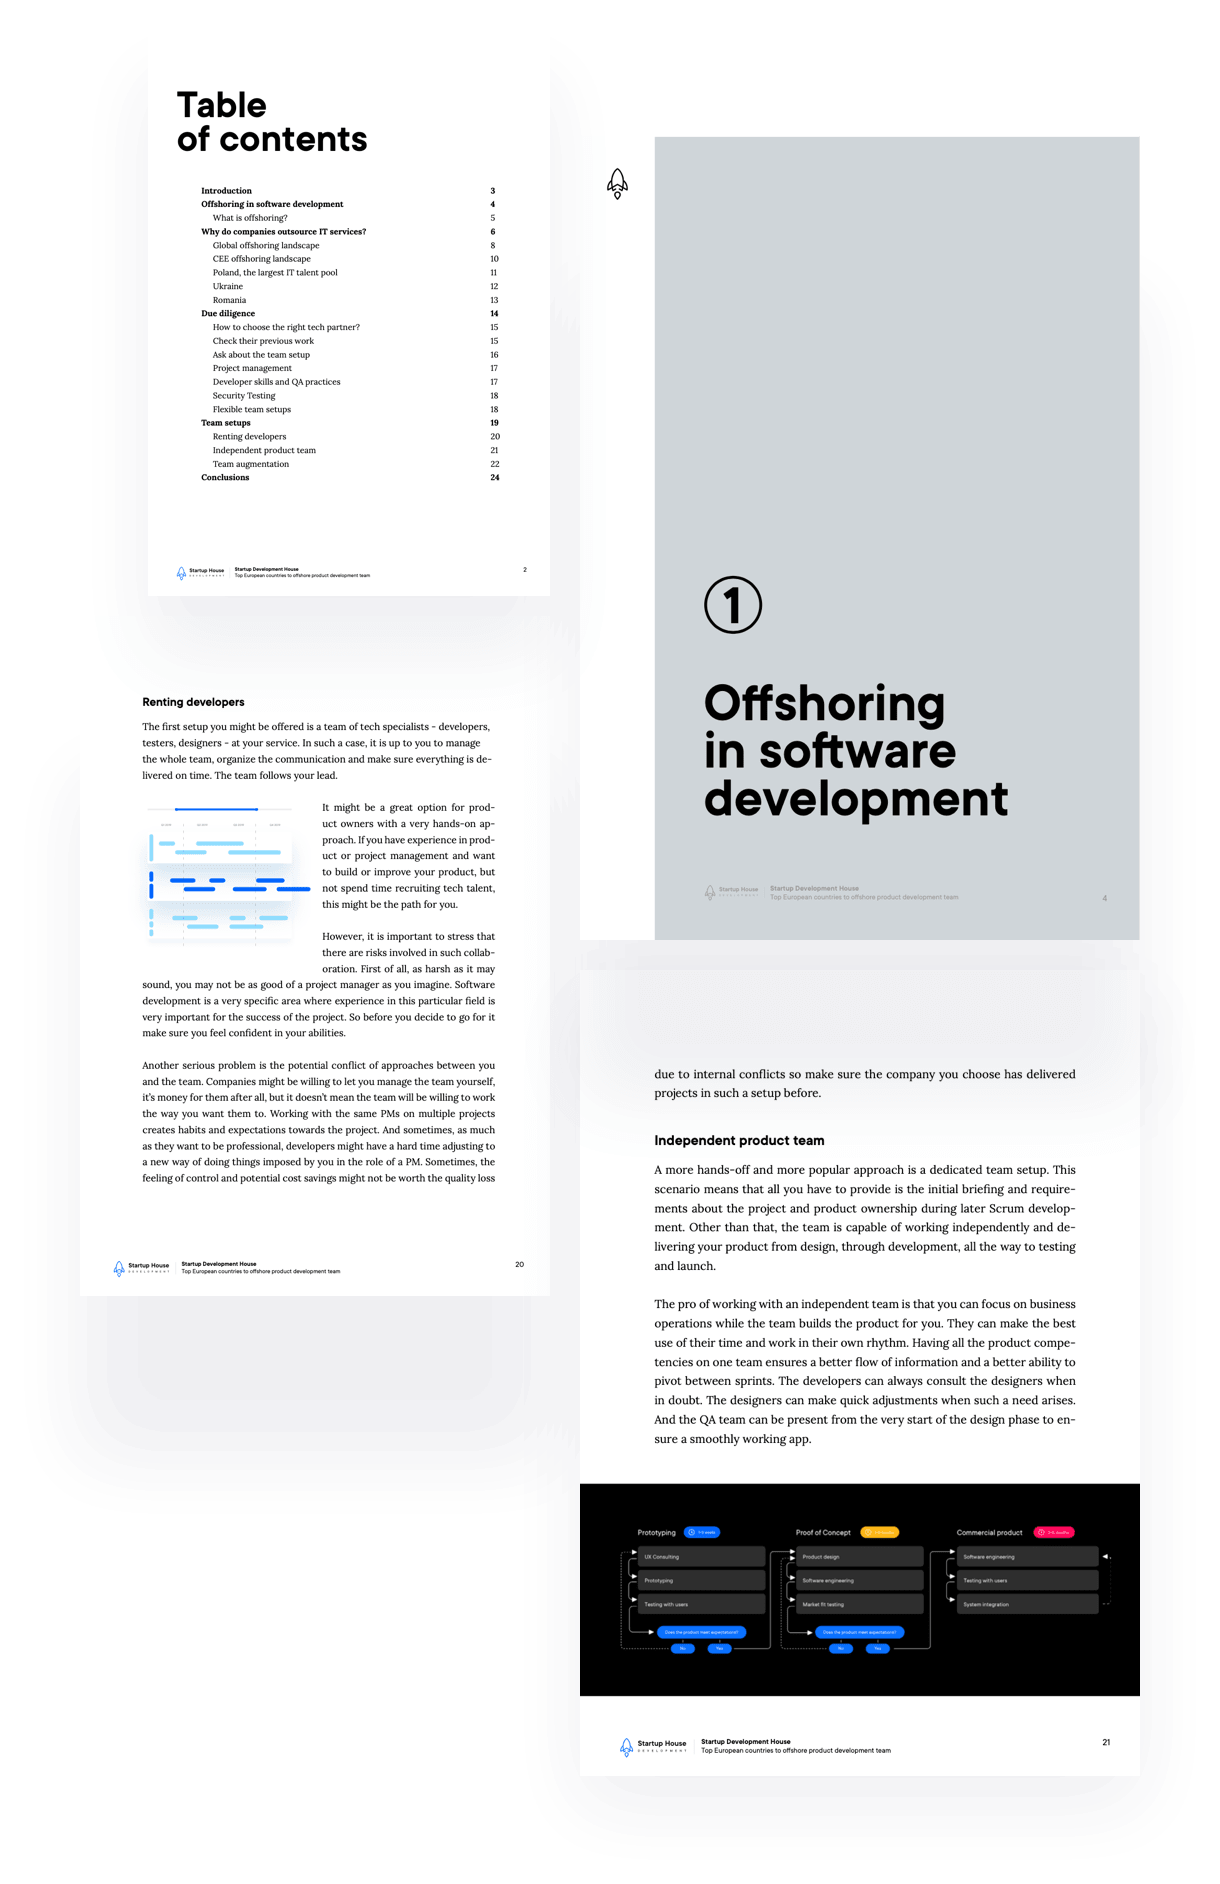 Table
of contents
Introduction 3
Offshoring in software development 4
What is offshoring? 5
Why do companies outsource IT services? 6
Global offshoring landscape 8
CEE offshoring landscape 10
Poland, the largest IT talent pool 11
Ukraine 12
Romania 13
Due diligence 14
How to choose the right tech partner? 15
Check their previous work 15
Ask about the team setup 16
Project management 17
Developer skills and QA practices 17
Security Testing 18
Flexible team setups 18
Team setups 19
Renting developers 20
Independent product team 21
Team augmentation 22
Conclusions 24
Startup House
DEVELOPMENT
Startup Development House
Top European countries to offshore product development team
2
1
Offshoring
in software
development
Startup House
DEVELOPMENT
Startup Development House
Top European countries to offshore product development team
4
Renting developers
The first setup you might be offered is a team of tech specialists - developers,
testers, designers - at your service. In such a case, it is up to you to manage
the whole team, organize the communication and make sure everything is de-
livered on time. The team follows your lead.
It might be a great option for prod-
uct owners with a very hands-on ap-
proach. If you have experience in prod-
uct or project management and want
to build or improve your product, but
not spend time recruiting tech talent,
this might be the path for you.
However, it is important to stress that
there are risks involved in such collab-
oration. First of all, as harsh as it may
sound, you may not be as good of a project manager as you imagine. Software
development is a very specific area where experience in this particular field is
very important for the success of the project. So before you decide to go for it
make sure you feel confident in your abilities.
Another serious problem is the potential conflict of approaches between you
and the team. Companies might be willing to let you manage the team yourself,
it's money for them after all, but it doesn't mean the team will be willing to work
the way you want them to. Working with the same PMs on multiple projects
creates habits and expectations towards the project. And sometimes, as much
as they want to be professional, developers might have a hard time adjusting to
a new way of doing things imposed by you in the role of a PM. Sometimes, the
feeling of control and potential cost savings might not be worth the quality loss
Startup House
DEVELOPMENT
Startup Development House
Top European countries to offshore product development team
20
due to internal conflicts so make sure the company you choose has delivered
projects in such a setup before.
Independent product team
A more hands-off and more popular approach is a dedicated team setup. This
scenario means that all you have to provide is the initial briefing and require-
ments about the project and product ownership during later Scrum develop-
ment. Other than that, the team is capable of working independently and de-
livering your product from design, through development, all the way to testing
and launch.
The pro of working with an independent team is that you can focus on business
operations while the team builds the product for you. They can make the best
use of their time and work in their own rhythm. Having all the product compe-
tencies on one team ensures a better flow of information and a better ability to
pivot between sprints. The developers can always consult the designers when
in doubt. The designers can make quick adjustments when such a need arises.
And the QA team can be present from the very start of the design phase to en-
sure a smoothly working app.
Prototyping
UX Consulting
Prototyping
Testing with users
Does the product meet expectations?
No Yes
Proof of Concept
Product design
Software engineering
Market fit testing
Does the product meet expectations?
No Yes
Commercial product
Software engineering
Testing with users
System integration
Startup House
DEVELOPMENT
Startup Development House
Top European countries to offshore product development team
21